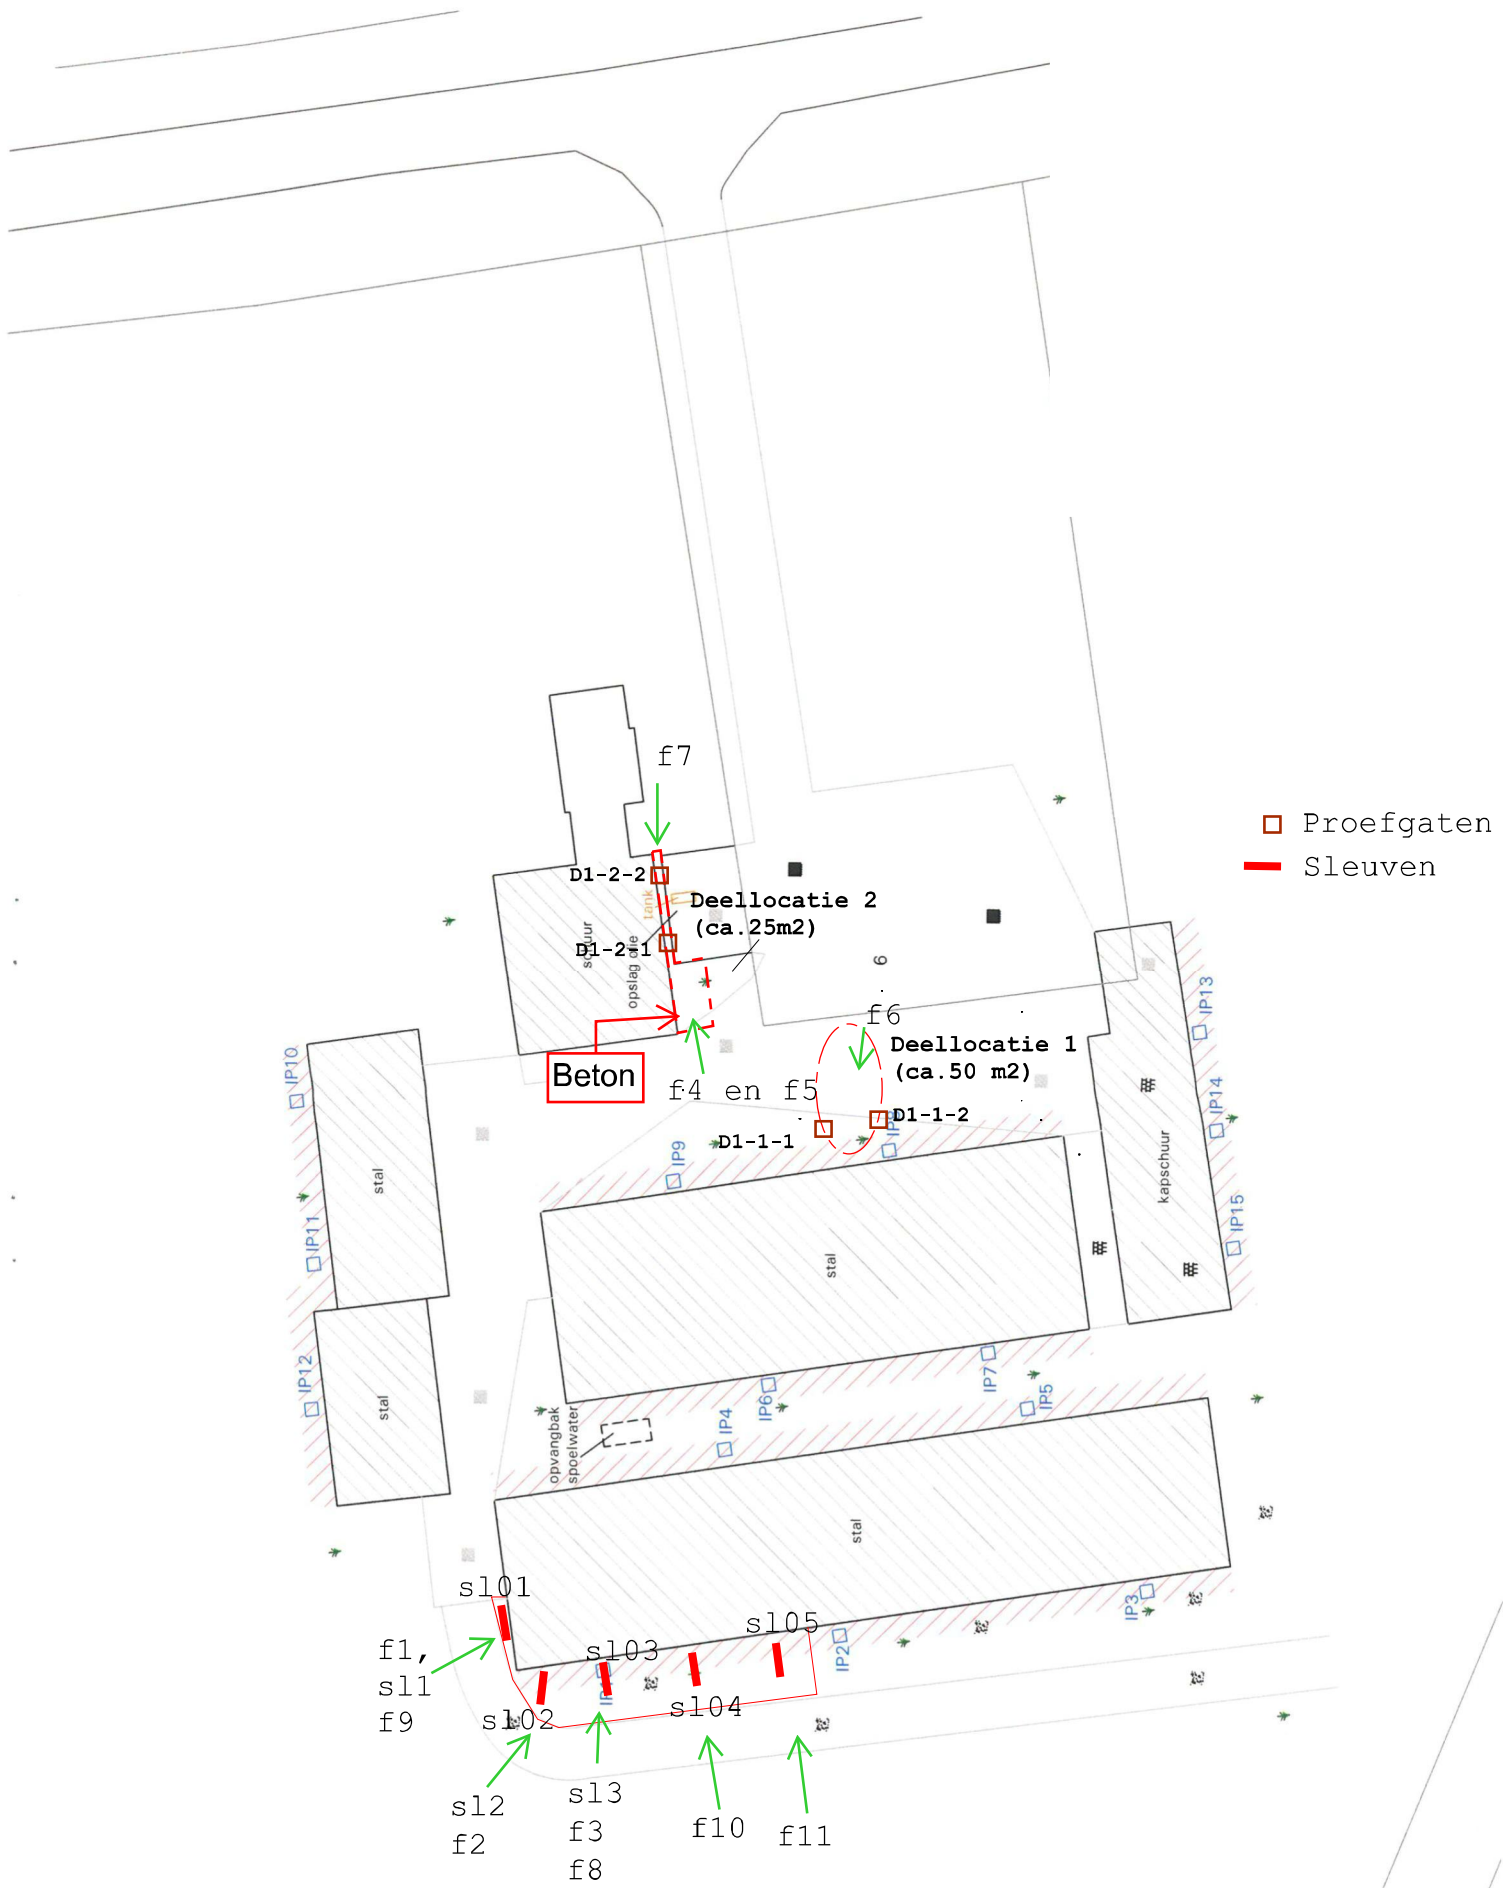 f7
Proefgaten
Sleuven
D1-2-2
tank
Deellocatie 2
(ca.25m2)
schuur
D1-2-1
opslag olie
6
IP13
f6
Deellocatie 1
(ca.50 m2)
Beton
f4 en f5
IP10
D1-1-2
D1-1-1
IP8
IP14
IP9
stal
kapschuur
IP11
IP15
stal
IP12
stal
IP7
IP6
IP5
IP4
opvangbak
spoelwater
stal
sl01
IP3
sl05
sl03
IP2
f1,
sl1
f9
IP1
sl04
sl02
sl2
f2
sl3
f3
f8
f10
f11